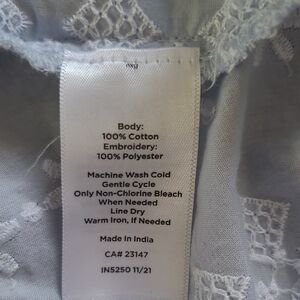 Body:
100% Cotton
Embroidery:
100% Polyester
Machine Wash Cold
Gentle Cycle
Only Non-Chlorine Bleach
When Needed
Line Dry
Warm Iron, If Needed
Made in India
CA# 23147
IN5250 11/21